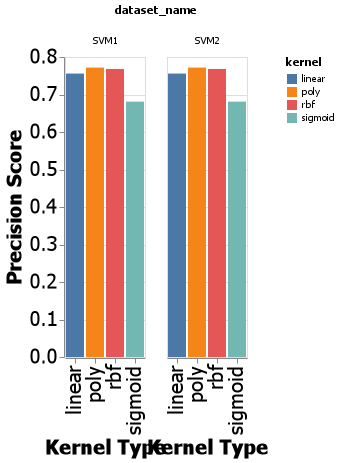 dataset_name
SVM1
SVM2
kernel
linear
poly
rbf
sigmoid
Precision Score
0.8
0.7
0.6
0.5
0.4
0.3
0.2
0.1
0.0
linear
poly
rbf
sigmoid
linear
poly
rbf
sigmoid
Kernel Type
Kernel Type